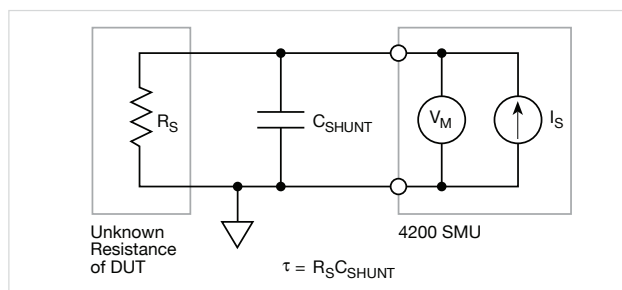 R_S
C_SHUNT
V_M
I_S
Unknown
Resistance
of DUT
4200 SMU
τ = R_SC_SHUNT